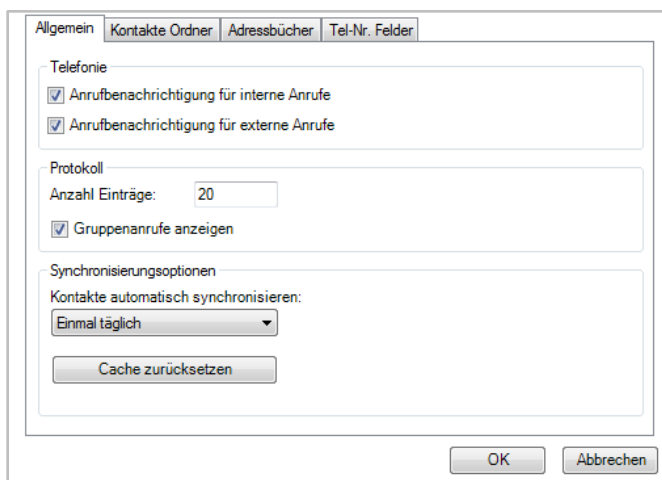 Allgemein Kontakte Ordner Adressbücher Tel-Nr. Felder
Telefonie
Anrufbenachrichtigung für interne Anrufe
Anrufbenachrichtigung für externe Anrufe
Protokoll
Anzahl Einträge: 20
Gruppenanrufe anzeigen
Synchronisierungsoptionen
Kontakte automatisch synchronisieren:
Einmal täglich
Cache zurücksetzen
OK Abbrechen